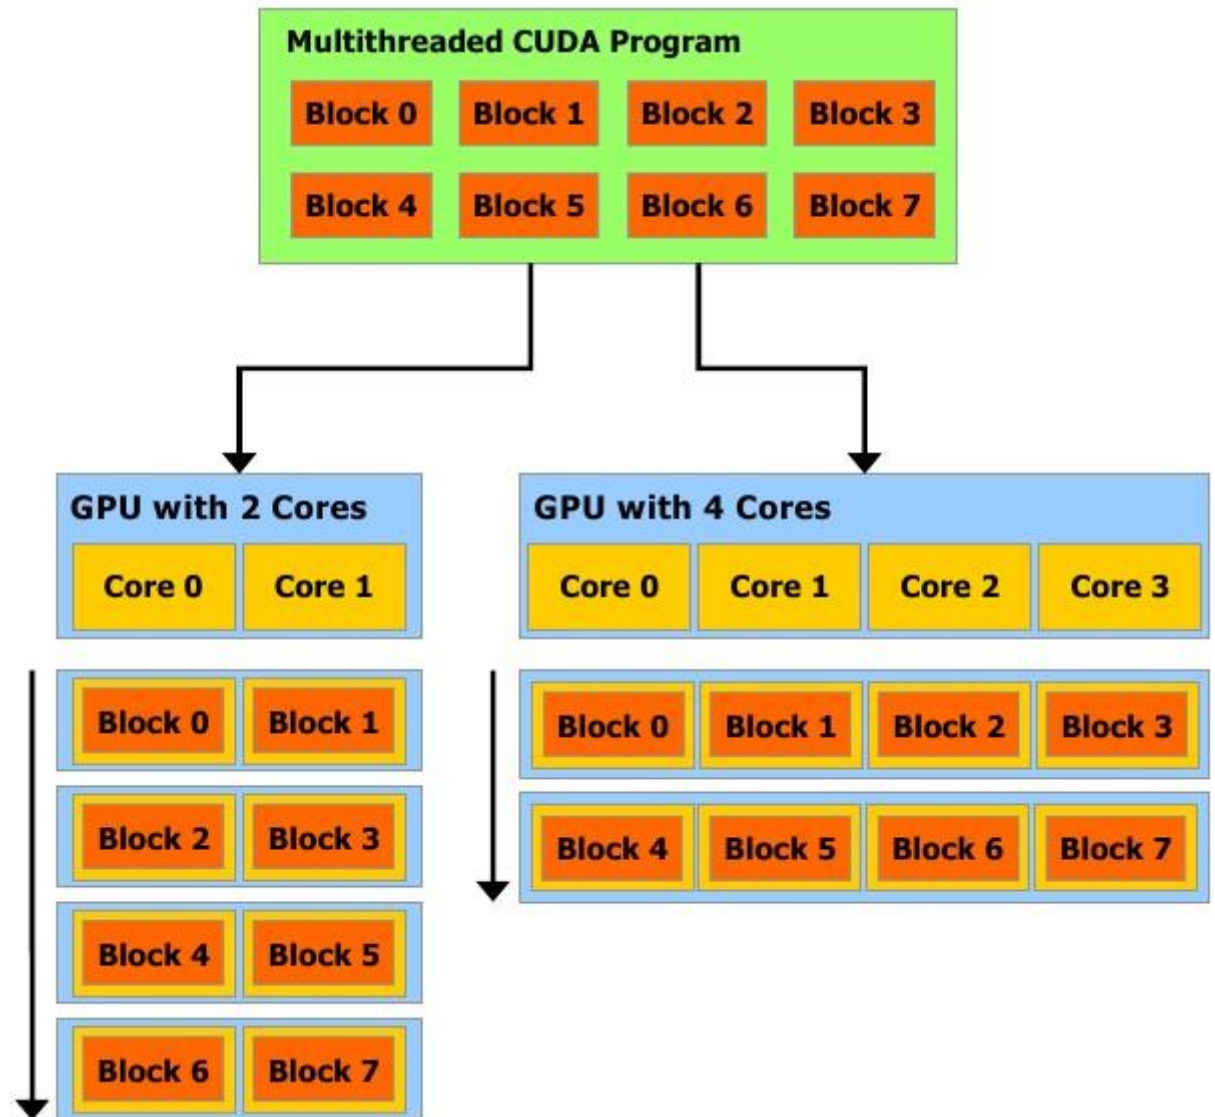 Multithreaded CUDA Program
Block 0 Block 1 Block 2 Block 3
Block 4 Block 5 Block 6 Block 7
GPU with 2 Cores
Core 0 Core 1
Block 0 Block 1
Block 2 Block 3
Block 4 Block 5
Block 6 Block 7
GPU with 4 Cores
Core 0 Core 1 Core 2 Core 3
Block 0 Block 1 Block 2 Block 3
Block 4 Block 5 Block 6 Block 7